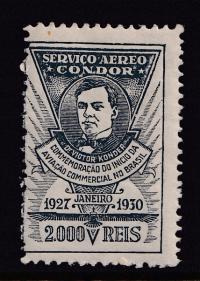 SERVIÇO AEREO
CONDOR
DR VICTOR KONDER
COMMEMORAÇÃO DO INICIO DA
AVIAÇÃO COMMERCIAL NO BRASIL
JANEIRO
1927 1930
2.000 REIS